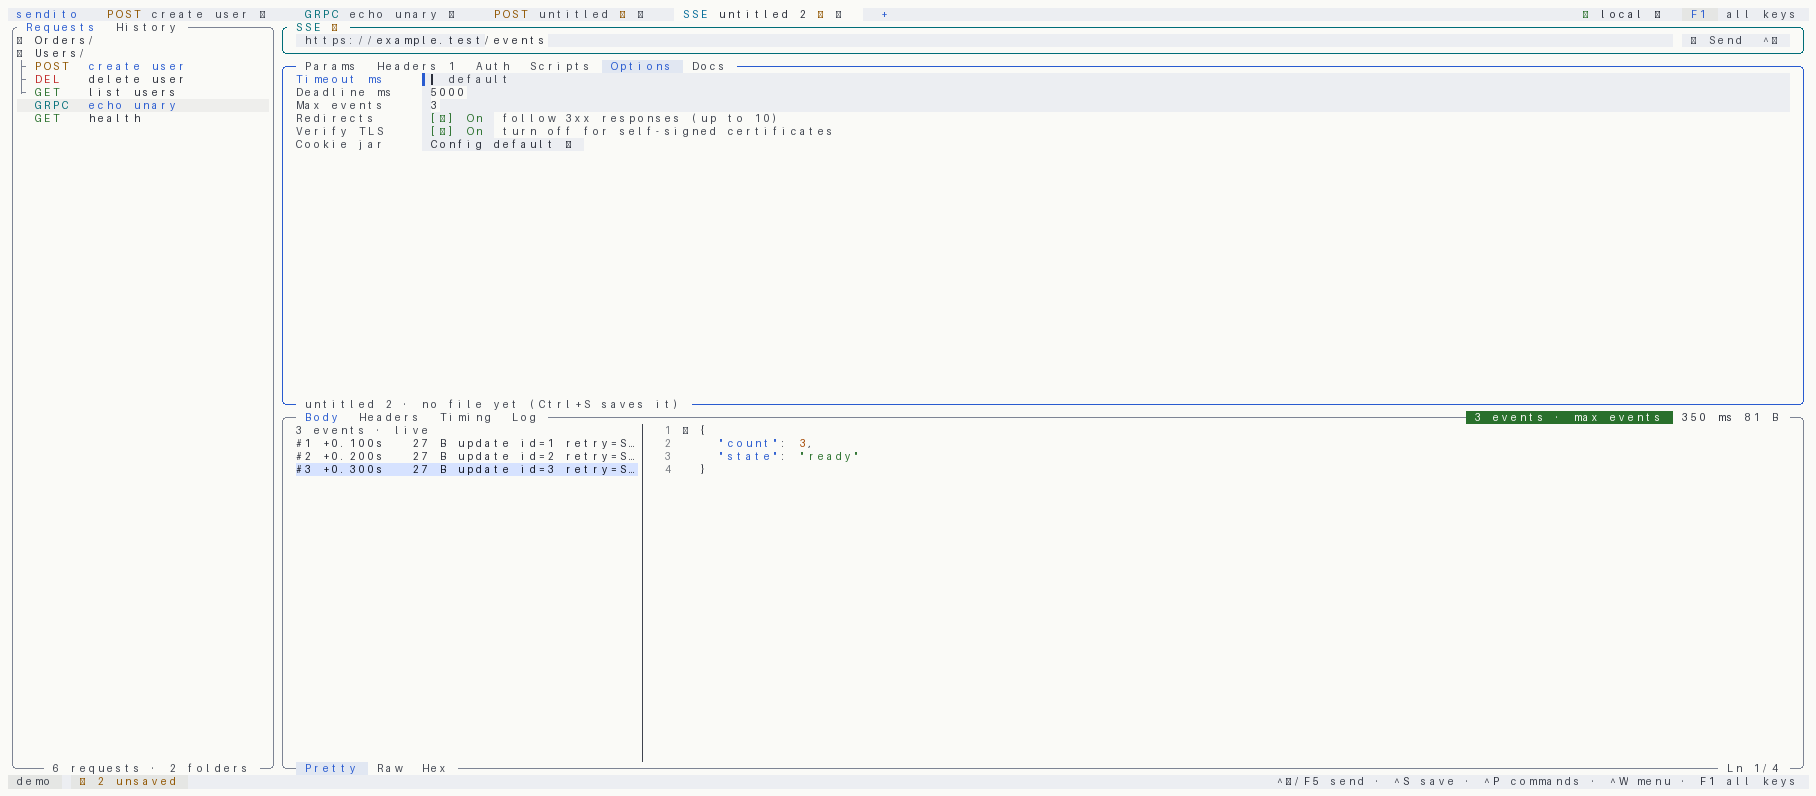 sendito POST create user GRPC echo unary POST untitled SSE untitled 2 + local F1 all keys
Requests History
Orders/
Users/
POST create user
DEL delete user
GET list users
GRPC echo unary
GET health
6 requests · 2 folders
SSE
https://example.test/events Send ^
Params Headers 1 Auth Scripts Options Docs
Timeout ms default
Deadline ms 5000
Max events 3
Redirects [ ] On follow 3xx responses (up to 10)
Verify TLS [ ] On turn off for self-signed certificates
Cookie jar Config default
untitled 2 · no file yet (Ctrl+S saves it)
Body Headers Timing Log 3 events · max events 350 ms 81 B
3 events · live
#1 +0.100s 27 B update id=1 retry=S…
#2 +0.200s 27 B update id=2 retry=S…
#3 +0.300s 27 B update id=3 retry=S…
1 {
2 "count": 3,
3 "state": "ready"
4 }
Pretty Raw Hex Ln 1/4
demo 2 unsaved ^ /F5 send · ^S save · ^P commands · ^W menu · F1 all keys